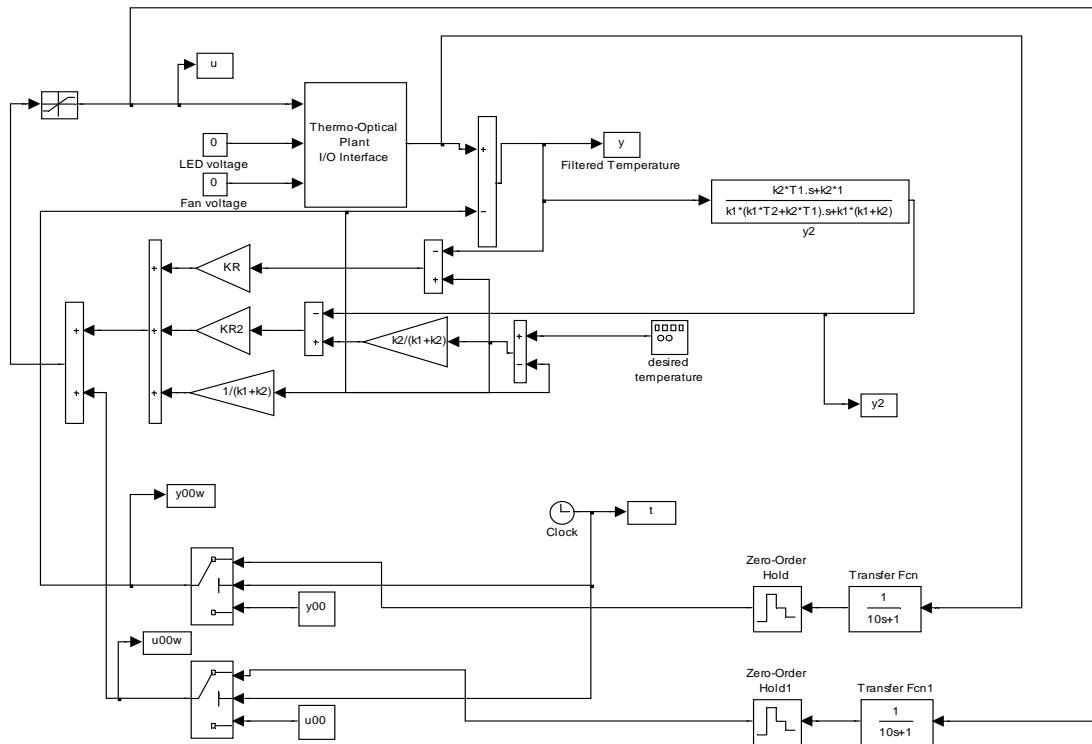 u
Thermo-Optical
Plant
I/O Interface
0
LED voltage
0
Fan voltage
+
−
y
Filtered Temperature
k2*T1.s+k2*1
k1*(k1*T2+k2*T1).s+k1*(k1+k2)
y2
KR
−
+
+
+
+
KR2
−
+
k2/(k1+k2)
+
−
desired
temperature
+
+
1/(k1+k2)
y2
y00w
Clock
t
y00
Zero-Order
Hold
Transfer Fcn
1
10s+1
u00w
u00
Zero-Order
Hold1
Transfer Fcn1
1
10s+1